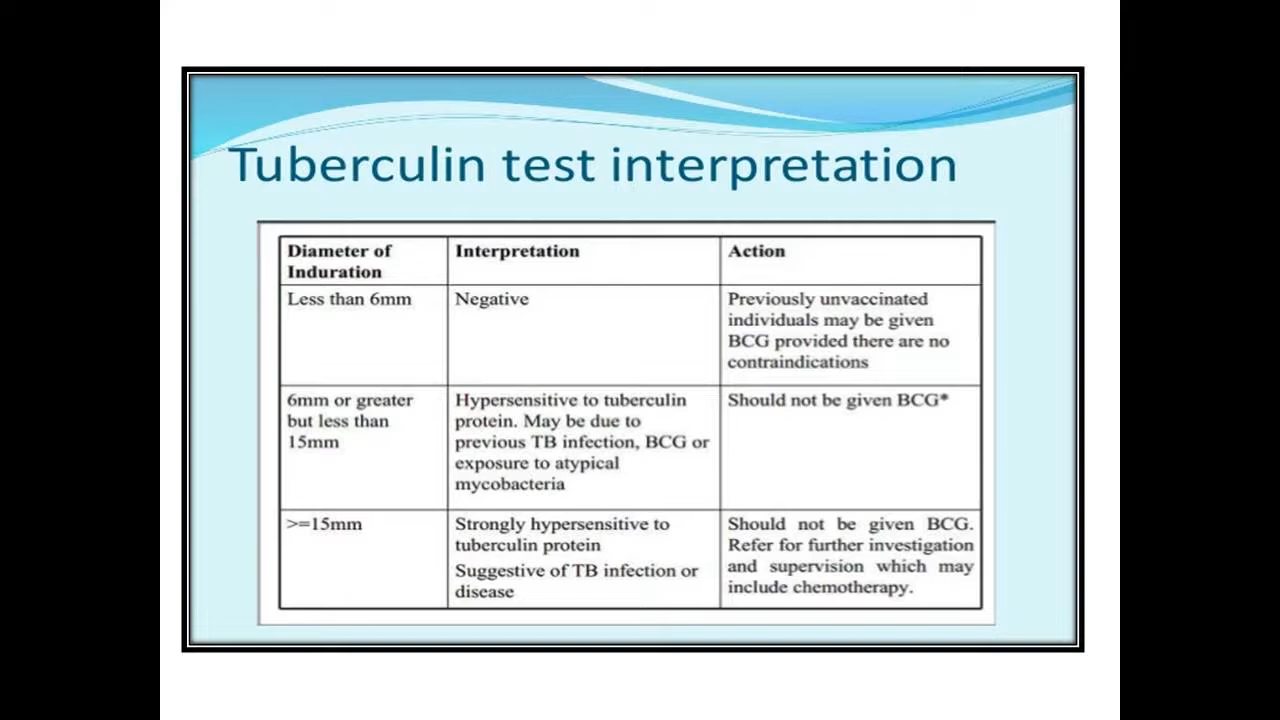 Tuberculin test interpretation
Diameter of
Induration
Interpretation
Action
Less than 6mm
Negative
Previously unvaccinated
individuals may be given
BCG provided there are no
contraindications
6mm or greater
but less than
15mm
Hypersensitive to tuberculin
protein. May be due to
previous TB infection, BCG or
exposure to atypical
mycobacteria
Should not be given BCG*
>=15mm
Strongly hypersensitive to
tuberculin protein
Suggestive of TB infection or
disease
Should not be given BCG.
Refer for further investigation
and supervision which may
include chemotherapy.